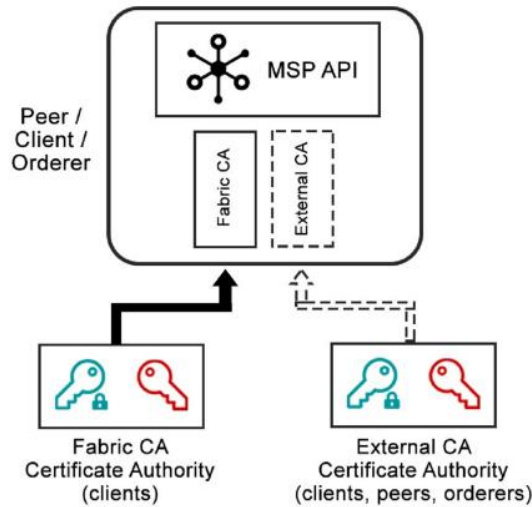 MSP API
Peer /
Client /
Orderer
Fabric CA
External CA
Fabric CA
Certificate Authority
(clients)
External CA
Certificate Authority
(clients, peers, orderers)